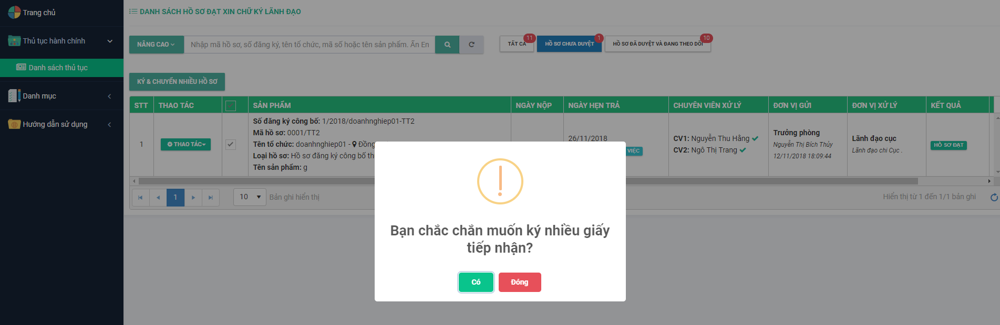 Trang chủ
Thủ tục hành chính
Danh sách thủ tục
Danh mục
Hướng dẫn sử dụng
DANH SÁCH HỒ SƠ ĐẠT XIN CHỮ KÝ LÃNH ĐẠO
NÂNG CAO
Nhập mã hồ sơ, số đăng ký, tên tổ chức, mã số hoặc tên sản phẩm. Ấn En
TẤT CẢ 11
HỒ SƠ CHƯA DUYỆT 1
HỒ SƠ ĐÃ DUYỆT VÀ ĐANG THEO DÕI 10
KÝ & CHUYỂN NHIỀU HỒ SƠ
STT THAO TÁC SẢN PHẨM NGÀY NỘP NGÀY HẸN TRẢ CHUYÊN VIÊN XỬ LÝ ĐƠN VỊ GỬI ĐƠN VỊ XỬ LÝ KẾT QUẢ
1
THAO TÁC
Số đăng ký công bố: 1/2018/doanhnghiep01-TT2
Mã hồ sơ: 0001/TT2
Tên tổ chức: doanhnghiep01 - Đồng
Loại hồ sơ: Hồ sơ đăng ký công bố th
Tên sản phẩm: g
26/11/2018
VIỆC
CV1: Nguyễn Thu Hằng
CV2: Ngô Thị Trang
Trưởng phòng
Nguyễn Thị Bích Thủy
12/11/2018 18:09:44
Lãnh đạo cục
Lãnh đạo chi Cục .
HỒ SƠ ĐẠT
1
10
Bản ghi hiển thị
Hiển thị từ 1 đến 1/1 bản ghi
Bạn chắc chắn muốn ký nhiều giấy
tiếp nhận?
Có
Đóng